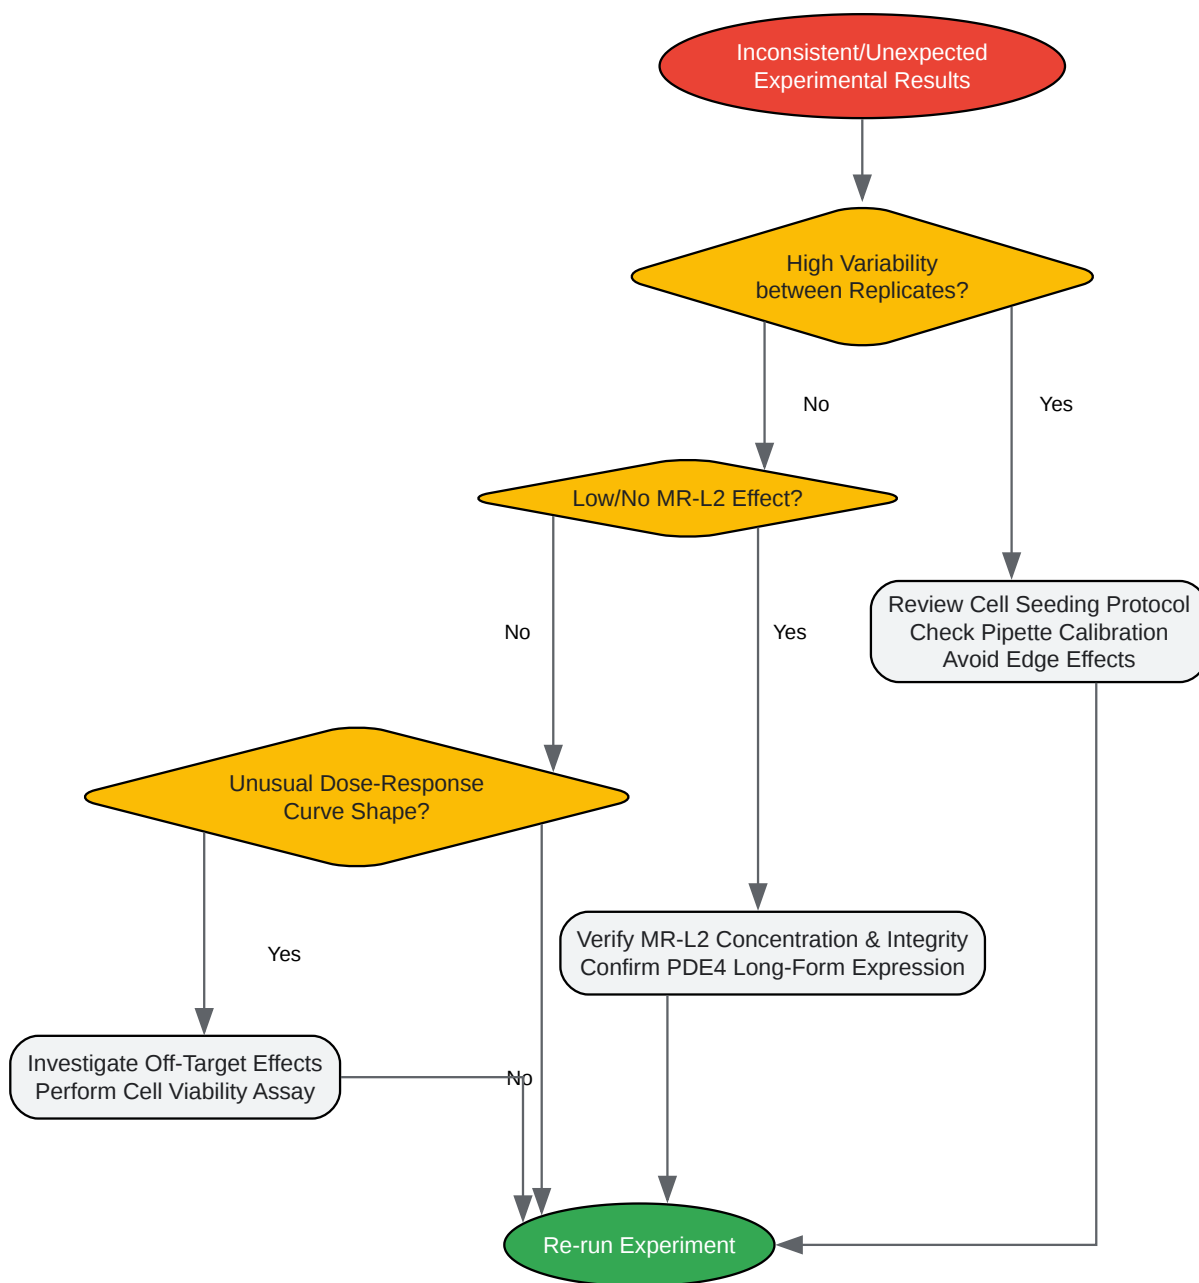 Inconsistent/Unexpected
Experimental Results
High Variability
between Replicates?
No
Yes
Low/No MR-L2 Effect?
Review Cell Seeding Protocol
Check Pipette Calibration
Avoid Edge Effects
No
Yes
Unusual Dose-Response
Curve Shape?
Verify MR-L2 Concentration & Integrity
Confirm PDE4 Long-Form Expression
Yes
Investigate Off-Target Effects
Perform Cell Viability Assay
No
Re-run Experiment